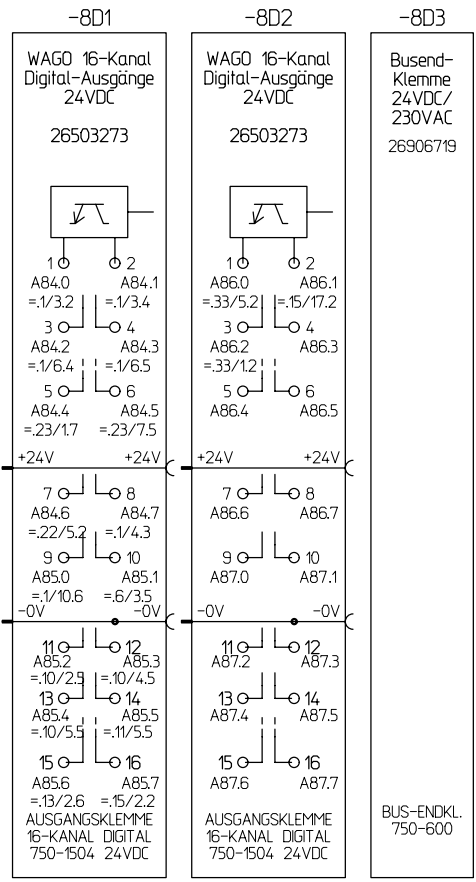 -8D1
WAGO 16-Kanal
Digital-Ausgänge
24VDC
26503273
1 2
A84.0 A84.1
=.1/3.2 =.1/3.4
3 4
A84.2 A84.3
=.1/6.4 =.1/6.5
5 6
A84.4 A84.5
=.23/1.7 =.23/7.5
+24V +24V
7 8
A84.6 A84.7
=.22/5.2 =.1/4.3
9 10
A85.0 A85.1
=.1/10.6 =.6/3.5
-0V -0V
11 12
A85.2 A85.3
=.10/2.5 =.10/4.5
13 14
A85.4 A85.5
=.10/5.5 =.11/5.5
15 16
A85.6 A85.7
=.13/2.6 =.15/2.2
AUSGANGSKLEMME
16-KANAL DIGITAL
750-1504 24VDC
-8D2
WAGO 16-Kanal
Digital-Ausgänge
24VDC
26503273
1 2
A86.0 A86.1
=.33/5.2 =.15/17.2
3 4
A86.2 A86.3
=.33/1.2
5 6
A86.4 A86.5
+24V +24V
7 8
A86.6 A86.7
9 10
A87.0 A87.1
-0V -0V
11 12
A87.2 A87.3
13 14
A87.4 A87.5
15 16
A87.6 A87.7
AUSGANGSKLEMME
16-KANAL DIGITAL
750-1504 24VDC
-8D3
Busend-
Klemme
24VDC/
230VAC
26906719
BUS-ENDKL.
750-600